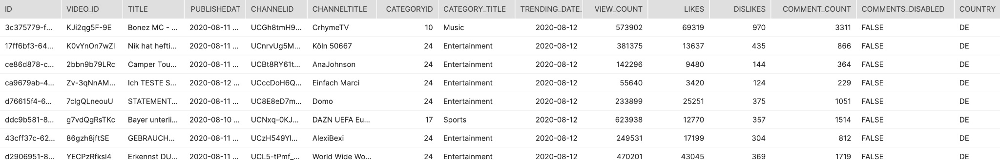 ID VIDEO_ID TITLE PUBLISHEDAT CHANNELID CHANNELTITLE CATEGORYID CATEGORY_TITLE TRENDING_DATE. VIEW_COUNT LIKES DISLIKES COMMENT_COUNT COMMENTS_DISABLED COUNTRY
3c375779-f... KJi2qg5F-9E Bonez MC - ... 2020-08-11 ... UCGh8tmH9... CrhymeTV 10 Music 2020-08-12 573902 69319 970 3311 FALSE DE
17ff6bf3-64... K0vYnOn7wZI Nik hat hefti... 2020-08-11 ... UCnrvUg5M... Köln 50667 24 Entertainment 2020-08-12 381375 13637 435 866 FALSE DE
ce86d878-c... 2bbn9b79LRc Camper Tou... 2020-08-11 ... UCBt8RY61t... AnaJohnson 24 Entertainment 2020-08-12 142296 9480 144 364 FALSE DE
ca9679ab-4... Zv-3qNnAM... Ich TESTE S... 2020-08-12 ... UCccDoH6Q... Einfach Marci 24 Entertainment 2020-08-12 55640 3420 124 229 FALSE DE
d76615f4-6... 7clgQLneouU STATEMENT... 2020-08-11 ... UC8E8eD7m... Domo 24 Entertainment 2020-08-12 233899 25251 375 1051 FALSE DE
ddc9b581-8... g7vdQgRsTKc Bayer unterli... 2020-08-10 ... UCNxq-0KJ... DAZN UEFA Eu... 17 Sports 2020-08-12 623938 12770 357 1514 FALSE DE
43cff37c-62... 86gzh8jftSE GEBRAUCH... 2020-08-11 ... UCzH549YI... AlexiBexi 24 Entertainment 2020-08-12 249531 17199 304 812 FALSE DE
d2906951-8... YECPzRfksl4 Erkennst DU... 2020-08-11 ... UCL5-tPmf_... World Wide Wo... 24 Entertainment 2020-08-12 470201 43045 369 1719 FALSE DE